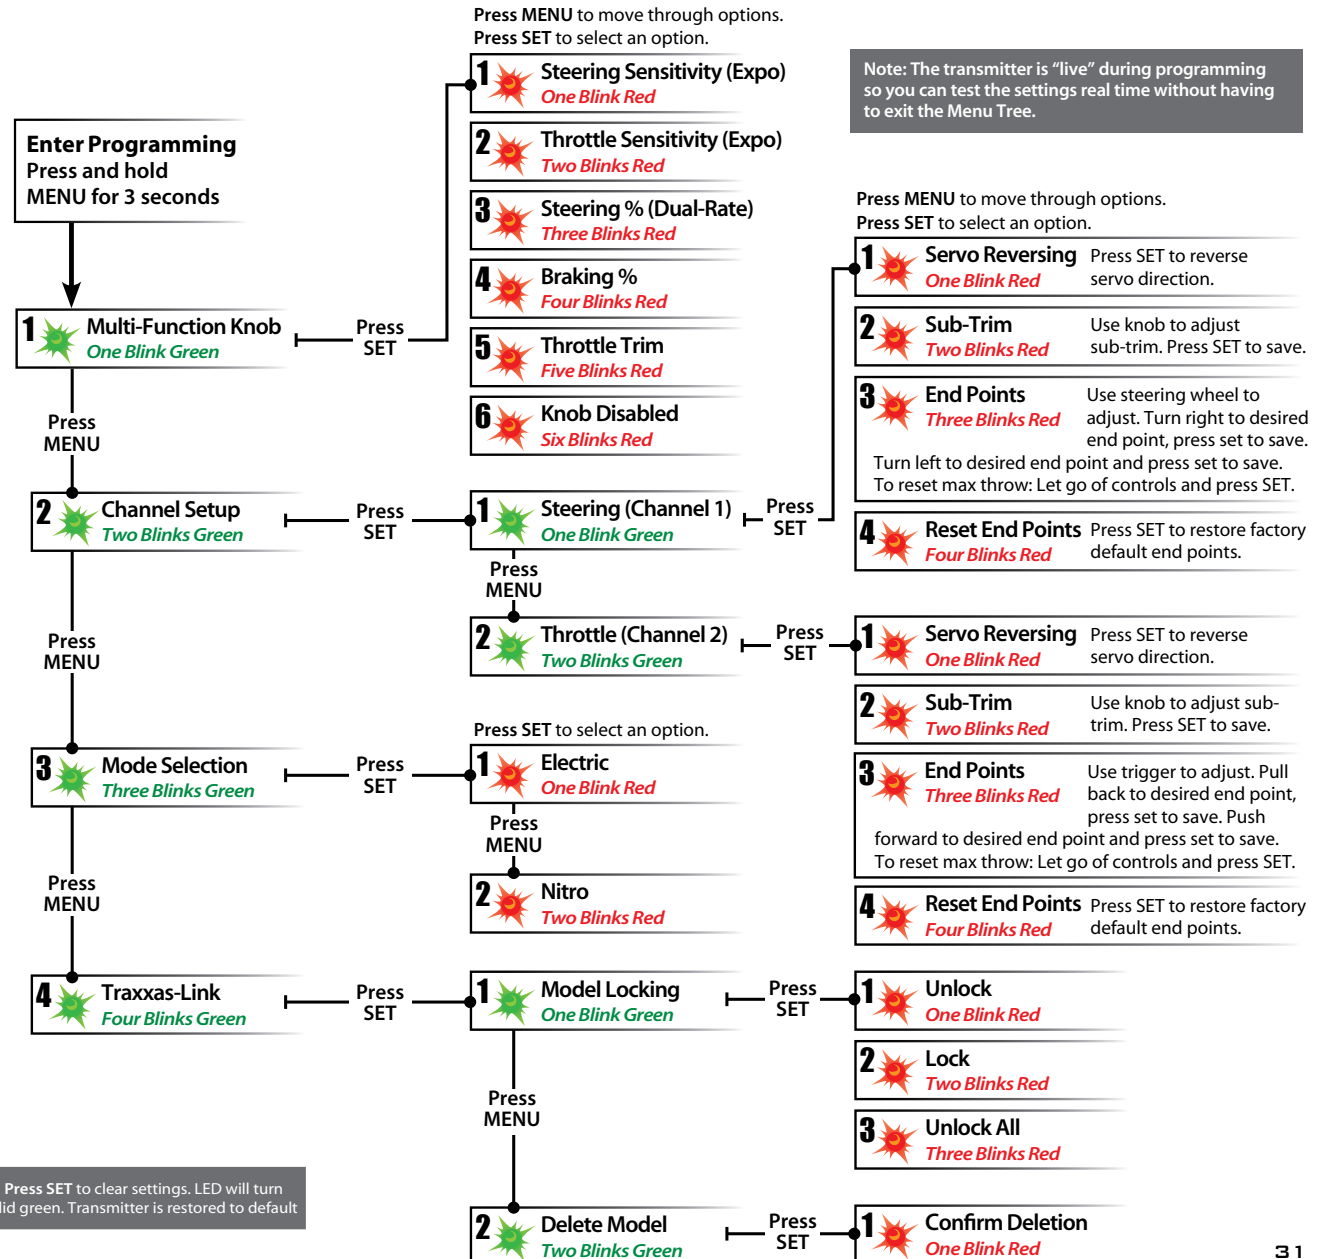 Press MENU to move through options.
Press SET to select an option.
1 Steering Sensitivity (Expo)
One Blink Red
2 Throttle Sensitivity (Expo)
Two Blinks Red
3 Steering % (Dual-Rate)
Three Blinks Red
4 Braking %
Four Blinks Red
5 Throttle Trim
Five Blinks Red
6 Knob Disabled
Six Blinks Red
Note: The transmitter is “live” during programming
so you can test the settings real time without having
to exit the Menu Tree.
Enter Programming
Press and hold
MENU for 3 seconds
1 Multi-Function Knob
One Blink Green
Press
SET
Press
MENU
2 Channel Setup
Two Blinks Green
Press
SET
1 Steering (Channel 1)
One Blink Green
Press
SET
Press
MENU
2 Throttle (Channel 2)
Two Blinks Green
Press
SET
Press MENU to move through options.
Press SET to select an option.
1 Servo Reversing Press SET to reverse
One Blink Red servo direction.
2 Sub-Trim Use knob to adjust
Two Blinks Red sub-trim. Press SET to save.
3 End Points Use steering wheel to
Three Blinks Red adjust. Turn right to desired
end point, press set to save.
Turn left to desired end point and press set to save.
To reset max throw: Let go of controls and press SET.
4 Reset End Points Press SET to restore factory
Four Blinks Red default end points.
1 Servo Reversing Press SET to reverse
One Blink Red servo direction.
2 Sub-Trim Use knob to adjust sub-
Two Blinks Red trim. Press SET to save.
3 End Points Use trigger to adjust. Pull
Three Blinks Red back to desired end point,
press set to save. Push
forward to desired end point and press set to save.
To reset max throw: Let go of controls and press SET.
4 Reset End Points Press SET to restore factory
Four Blinks Red default end points.
Press
MENU
3 Mode Selection
Three Blinks Green
Press
SET
Press SET to select an option.
1 Electric
One Blink Red
Press
MENU
2 Nitro
Two Blinks Red
Press
MENU
4 Traxxas-Link
Four Blinks Green
Press
SET
1 Model Locking
One Blink Green
Press
SET
1 Unlock
One Blink Red
2 Lock
Two Blinks Red
3 Unlock All
Three Blinks Red
Press
MENU
2 Delete Model
Two Blinks Green
Press
SET
1 Confirm Deletion
One Blink Red
Press SET to clear settings. LED will turn
green. Transmitter is restored to default
31